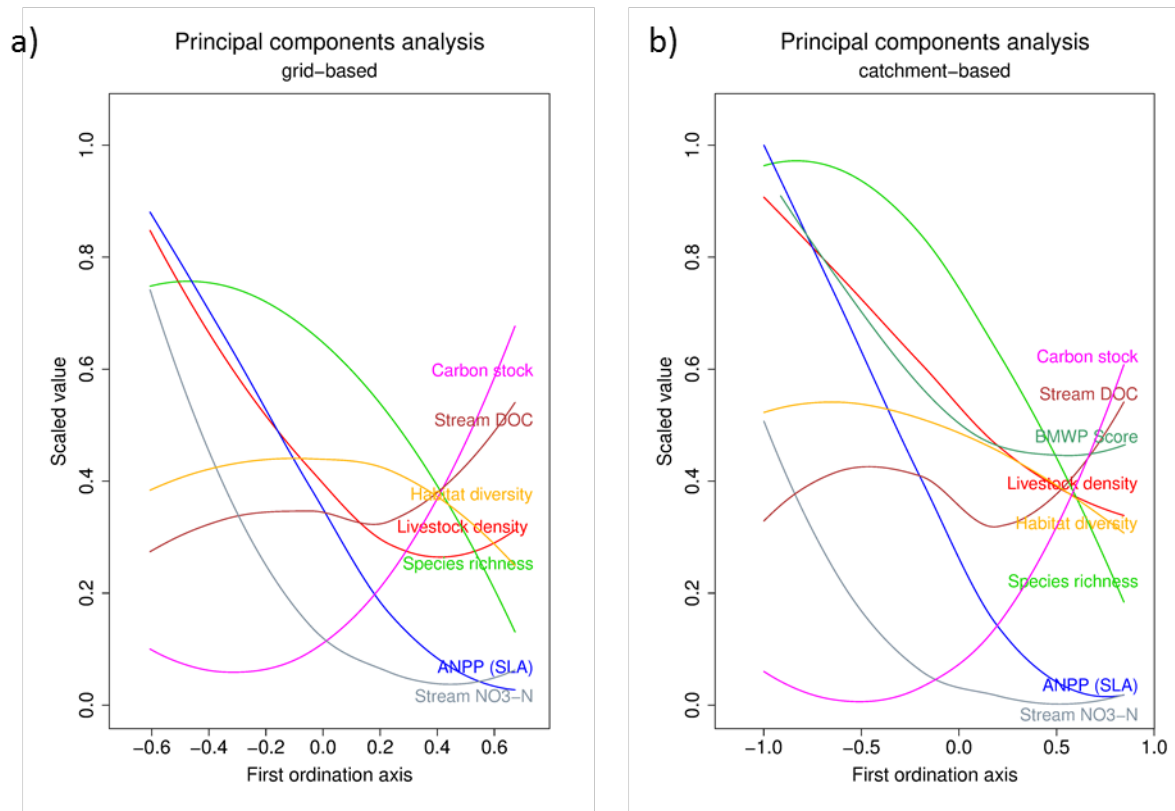 a)
Principal components analysis
grid-based
Scaled value
1.0
0.8
0.6
0.4
0.2
0.0
Carbon stock
Stream DOC
Habitat diversity
Livestock density
Species richness
ANPP (SLA)
Stream NO3-N
-0.6 -0.4 -0.2 0.0 0.2 0.4 0.6
First ordination axis
b)
Principal components analysis
catchment-based
Scaled value
1.0
0.8
0.6
0.4
0.2
0.0
Carbon stock
Stream DOC
BMWP Score
Livestock density
Habitat diversity
Species richness
ANPP (SLA)
Stream NO3-N
-1.0 -0.5 0.0 0.5 1.0
First ordination axis